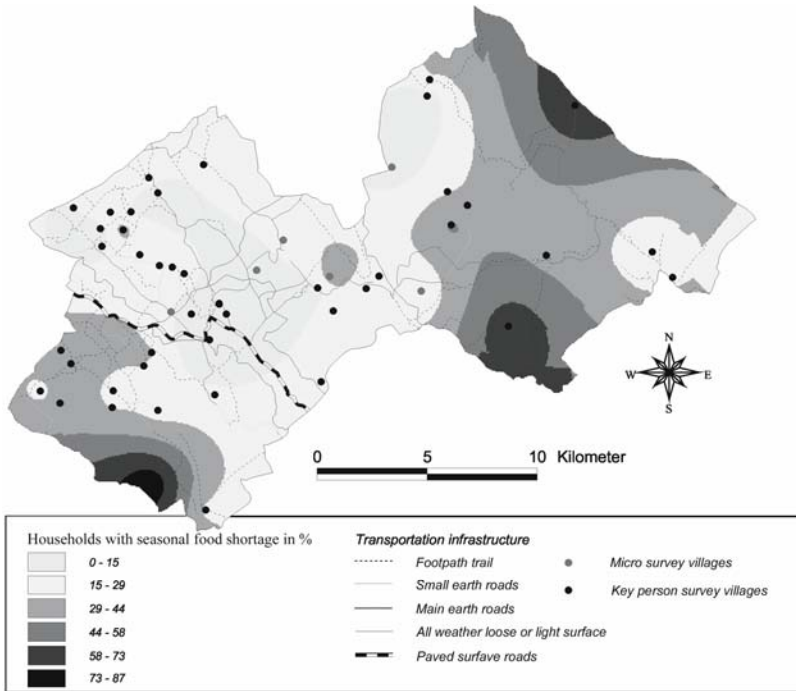 N
W E
S
0 5 10 Kilometer
Households with seasonal food shortage in %
0 - 15
15 - 29
29 - 44
44 - 58
58 - 73
73 - 87
Transportation infrastructure
Footpath trail
Small earth roads
Main earth roads
All weather loose or light surface
Paved surfave roads
Micro survey villages
Key person survey villages